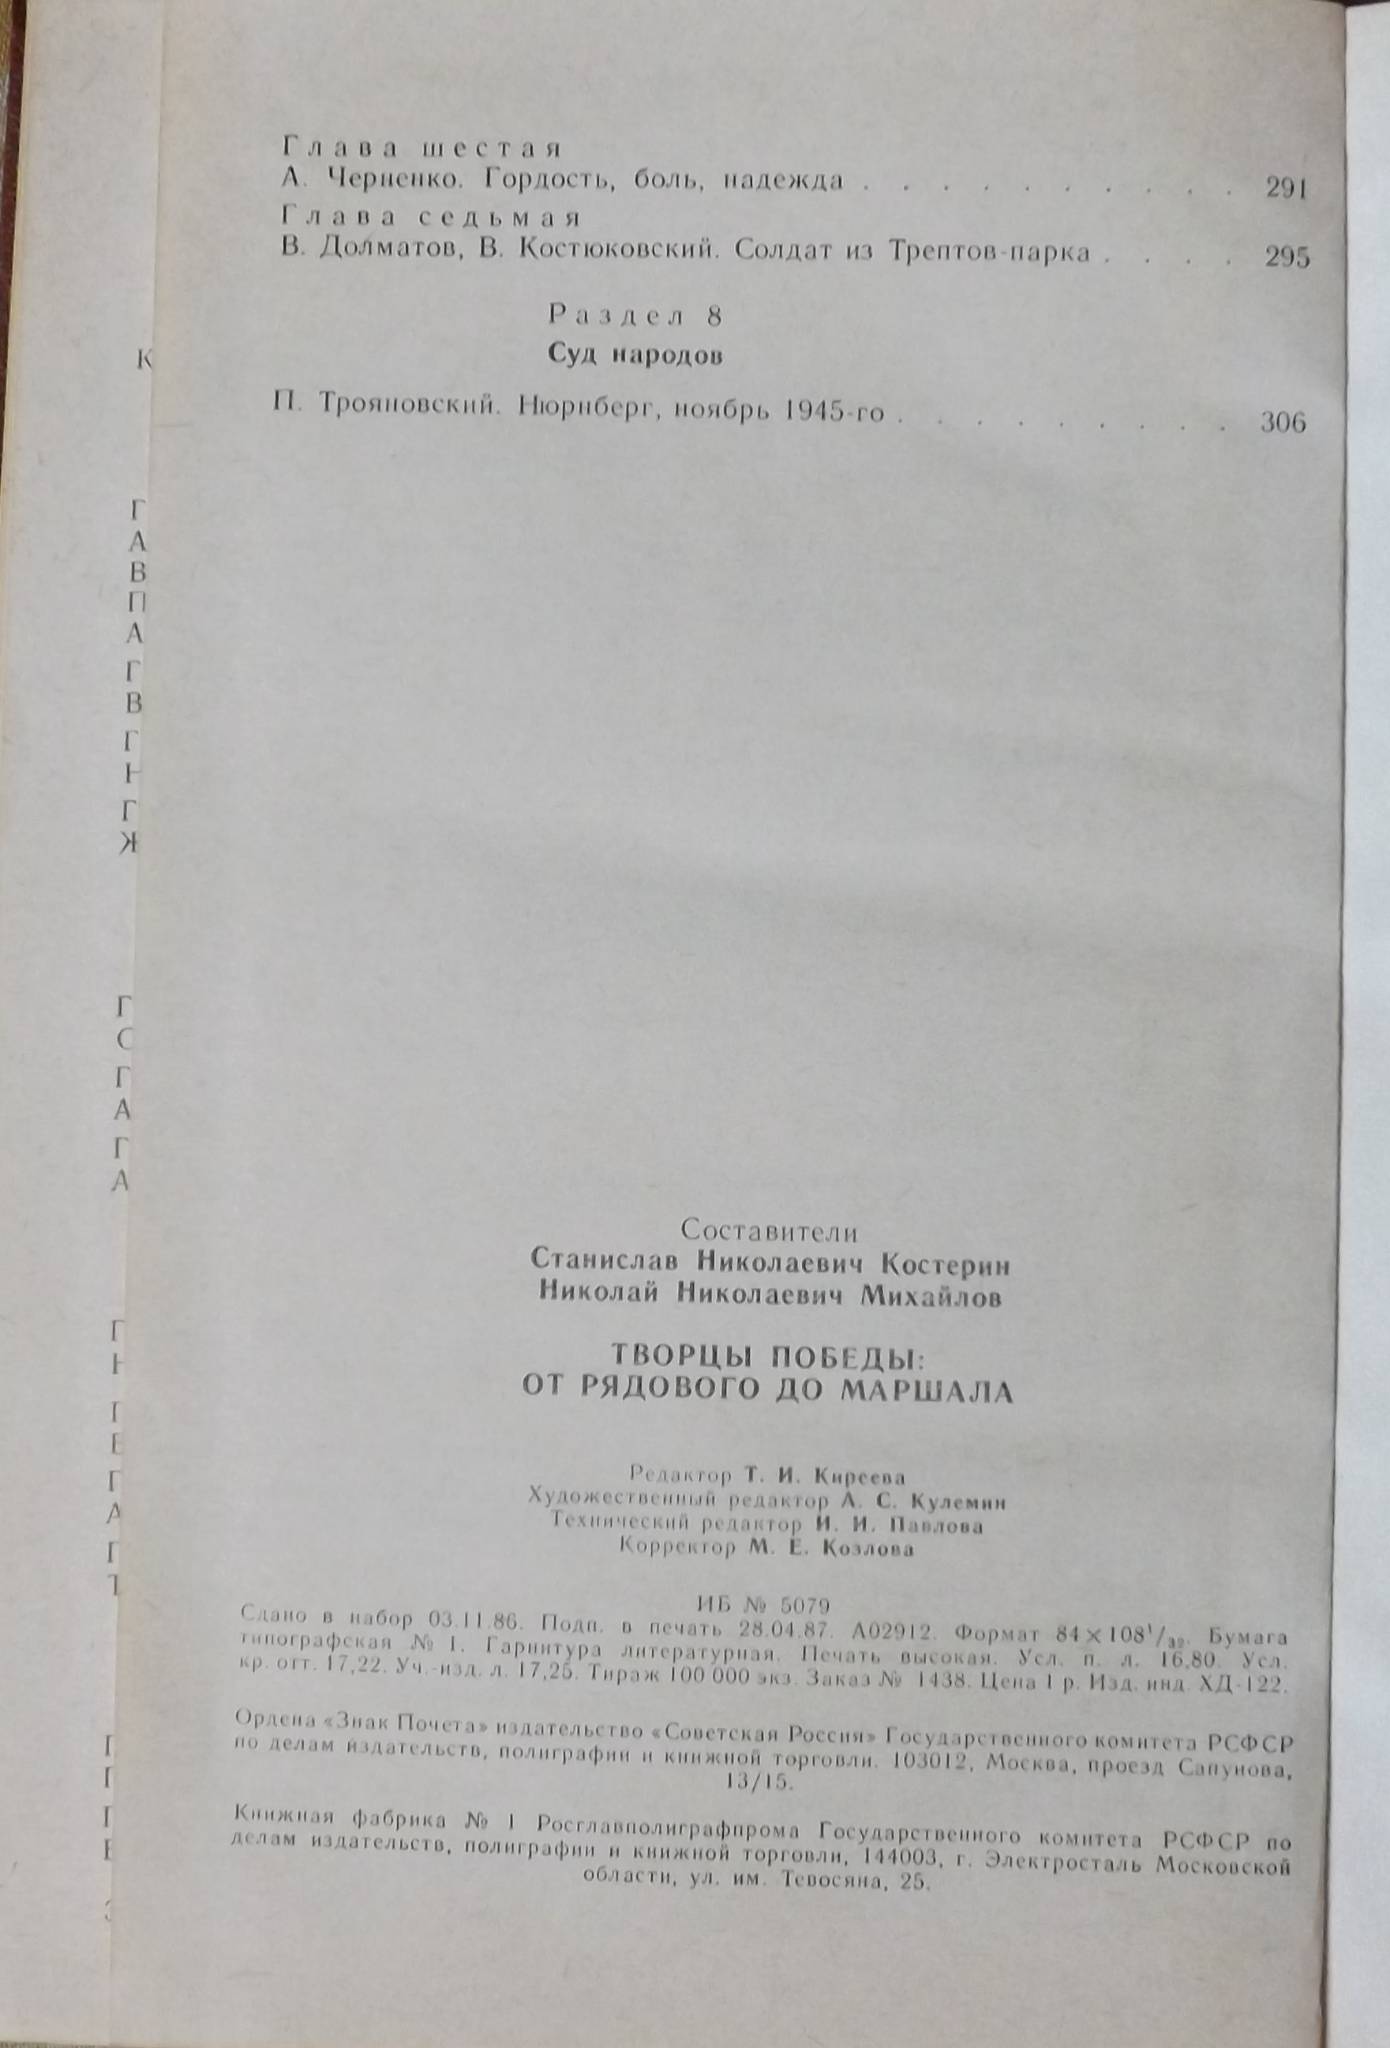 Глава шестая
А. Черненко. Гордость, боль, надежда . . . . . . . . . . 291
Глава седьмая
В. Долматов, В. Костюковский. Солдат из Трептов-парка . . . . 295
Раздел 8
Суд народов
П. Трояновский. Нюрнберг, ноябрь 1945-го . . . . . . . . . 306
К
Г
А
В
П
А
Г
В
Г
Н
Г
Ж
Г
С
Г
А
Г
А
Составители
Станислав Николаевич Костерин
Николай Николаевич Михайлов
ТВОРЦЫ ПОБЕДЫ:
ОТ РЯДОВОГО ДО МАРШАЛА
Редактор Т. И. Киреева
Художественный редактор А. С. Кулемин
Технический редактор И. И. Павлова
Корректор М. Е. Козлова
ИБ № 5079
Сдано в набор 03.11.86. Подп. в печать 28.04.87. А02912. Формат 84×108¹/₃₂. Бумага
типографская № 1. Гарнитура литературная. Печать высокая. Усл. п. л. 16,80. Усл.
кр. отт. 17,22. Уч.-изд. л. 17,25. Тираж 100 000 экз. Заказ № 1438. Цена 1 р. Изд. инд. ХД-122.
Ордена «Знак Почета» издательство «Советская Россия» Государственного комитета РСФСР
по делам издательств, полиграфии и книжной торговли. 103012, Москва, проезд Сапунова,
13/15.
Книжная фабрика № 1 Росглавполиграфпрома Государственного комитета РСФСР по
делам издательств, полиграфии и книжной торговли, 144003, г. Электросталь Московской
области, ул. им. Тевосяна, 25.